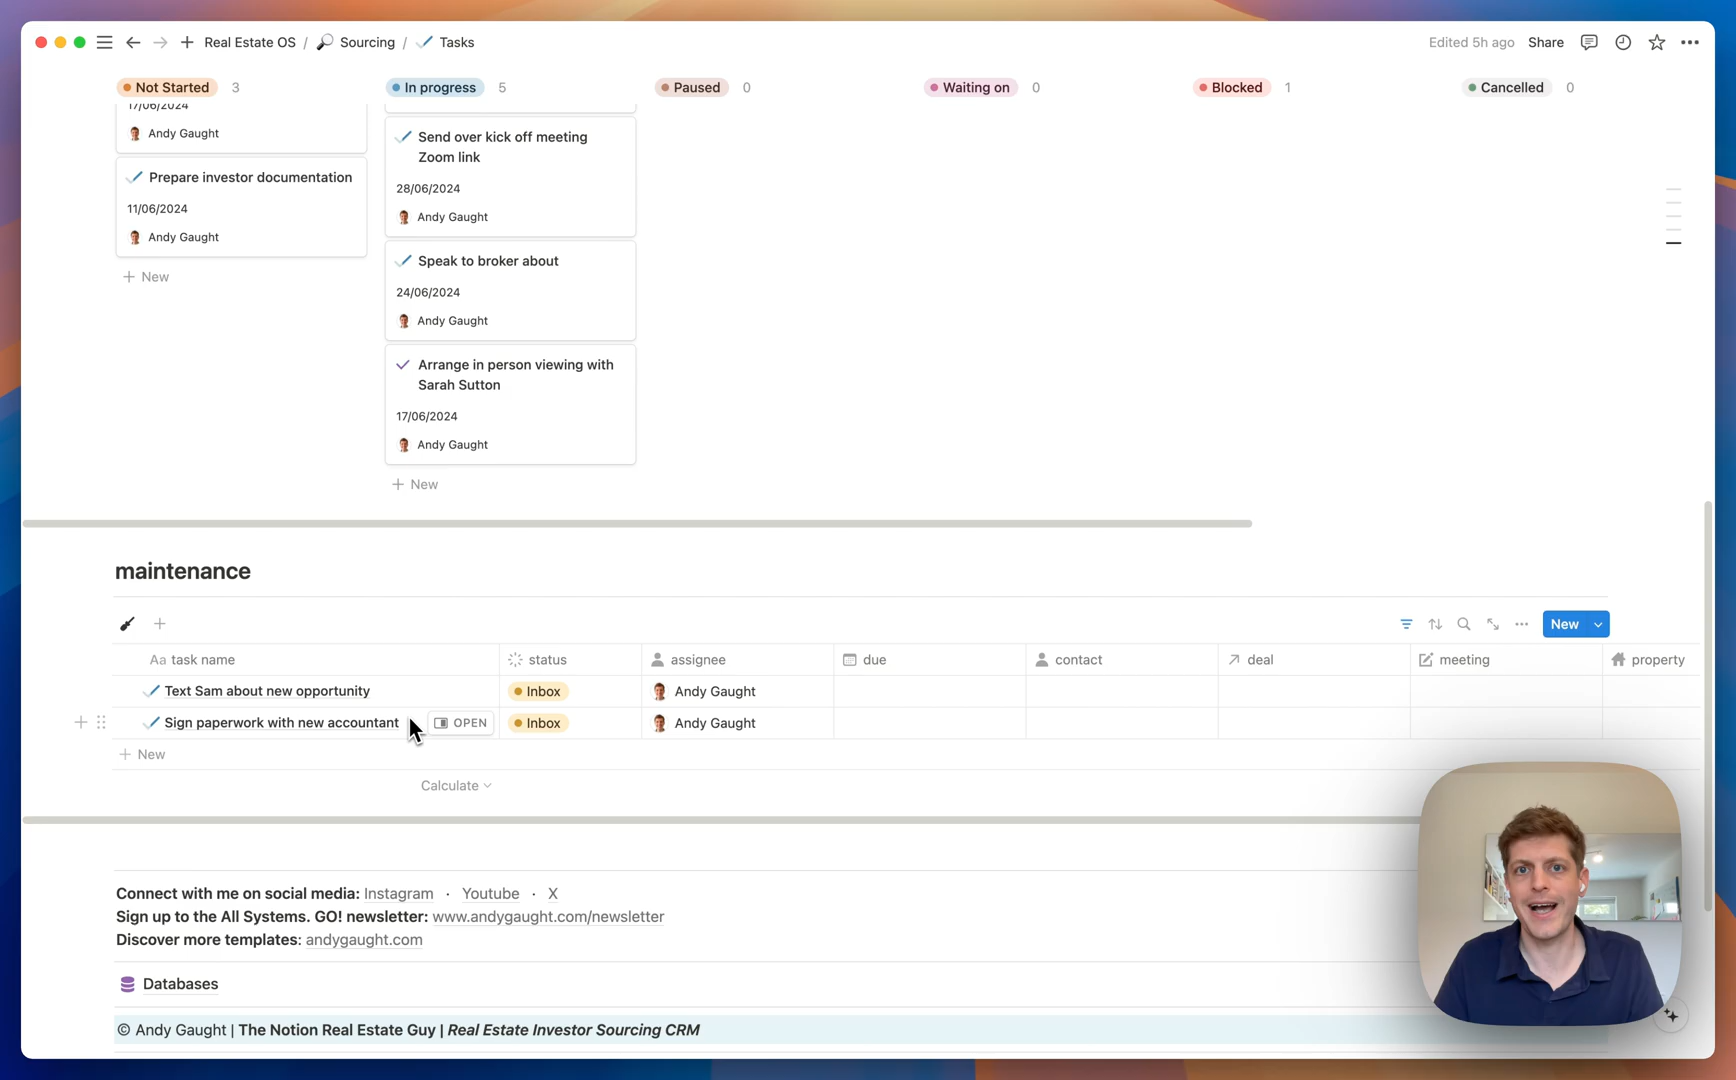 Real Estate OS / Sourcing / Tasks
Edited 5h ago Share
Not Started 3
In progress 5
Paused 0
Waiting on 0
Blocked 1
Cancelled 0
17/06/2024
Andy Gaught
Prepare investor documentation
11/06/2024
Andy Gaught
+ New
Send over kick off meeting
Zoom link
28/06/2024
Andy Gaught
Speak to broker about
24/06/2024
Andy Gaught
Arrange in person viewing with
Sarah Sutton
17/06/2024
Andy Gaught
+ New
maintenance
New
Aa task name status assignee due contact deal meeting property
Text Sam about new opportunity Inbox Andy Gaught
Sign paperwork with new accountant OPEN Inbox Andy Gaught
+ New
Calculate
Connect with me on social media: Instagram · Youtube · X
Sign up to the All Systems. GO! newsletter: www.andygaught.com/newsletter
Discover more templates: andygaught.com
Databases
© Andy Gaught | The Notion Real Estate Guy | Real Estate Investor Sourcing CRM